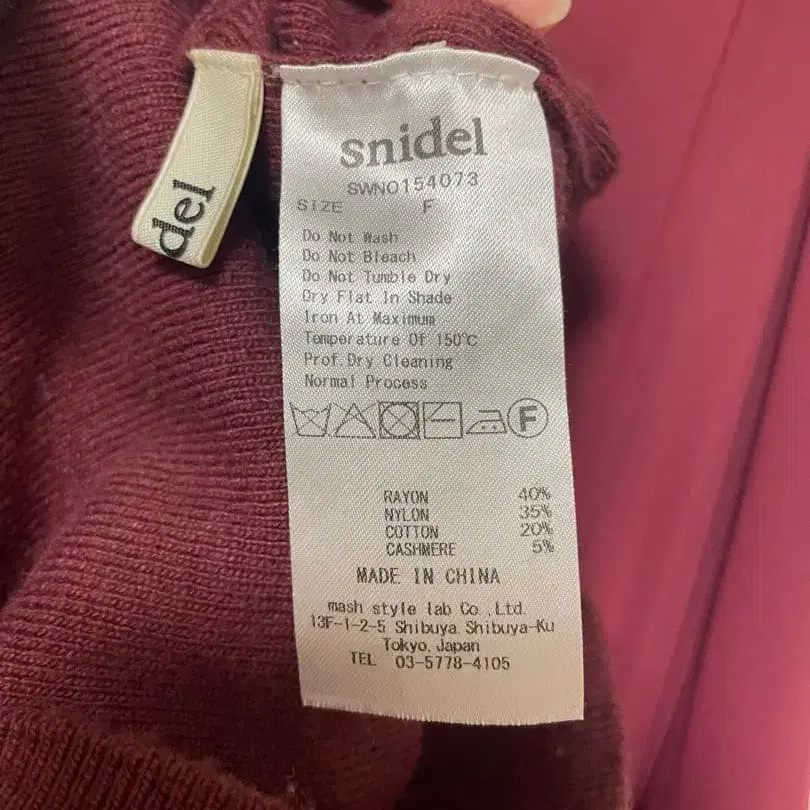 del
snidel
SWNO154073
SIZE F
Do Not Wash
Do Not Bleach
Do Not Tumble Dry
Dry Flat In Shade
Iron At Maximum
Temperature Of 150℃
Prof.Dry Cleaning
Normal Process
F
RAYON 40%
NYLON 35%
COTTON 20%
CASHMERE 5%
MADE IN CHINA
mash style lab Co.,Ltd.
13F-1-2-5 Shibuya Shibuya-Ku
Tokyo, Japan
TEL 03-5778-4105